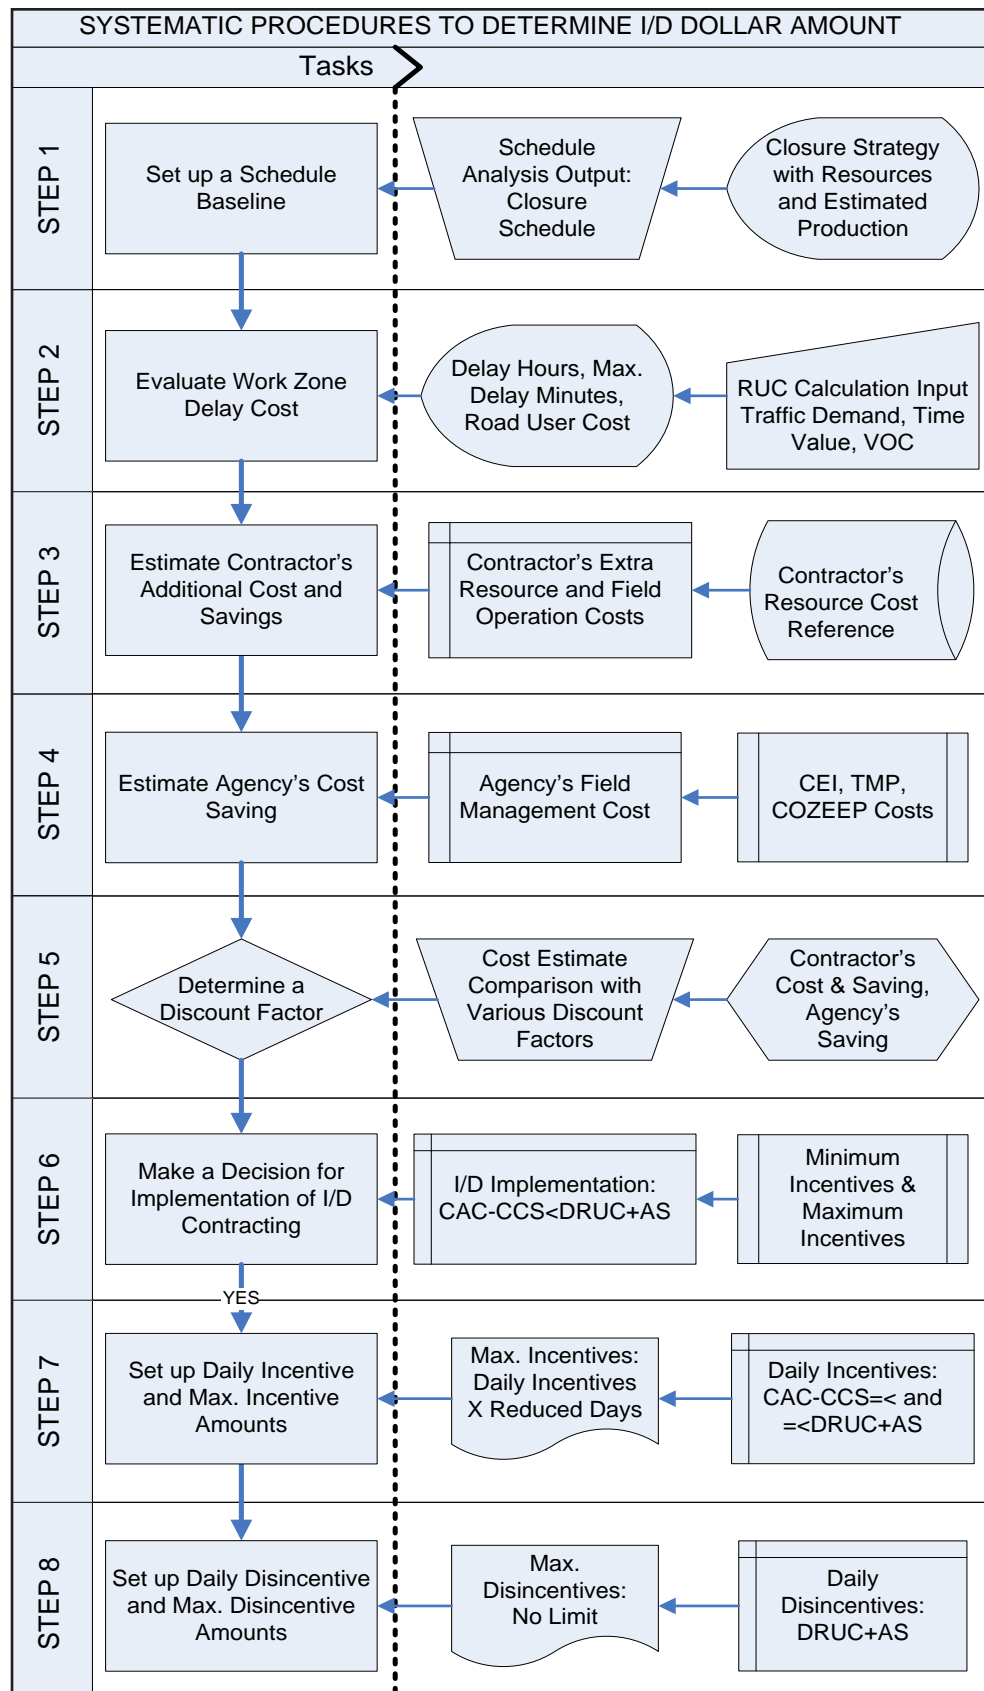 SYSTEMATIC PROCEDURES TO DETERMINE I/D DOLLAR AMOUNT
Tasks
STEP 1
Set up a Schedule
Baseline
Schedule
Analysis Output:
Closure
Schedule
Closure Strategy
with Resources
and Estimated
Production
STEP 2
Evaluate Work Zone
Delay Cost
Delay Hours, Max.
Delay Minutes,
Road User Cost
RUC Calculation Input
Traffic Demand, Time
Value, VOC
STEP 3
Estimate Contractor’s
Additional Cost and
Savings
Contractor’s Extra
Resource and Field
Operation Costs
Contractor’s
Resource Cost
Reference
STEP 4
Estimate Agency’s Cost
Saving
Agency’s Field
Management Cost
CEI, TMP,
COZEEP Costs
STEP 5
Determine a
Discount Factor
Cost Estimate
Comparison with
Various Discount
Factors
Contractor’s
Cost & Saving,
Agency’s
Saving
STEP 6
Make a Decision for
Implementation of I/D
Contracting
I/D Implementation:
CAC-CCS<DRUC+AS
Minimum
Incentives &
Maximum
Incentives
YES
STEP 7
Set up Daily Incentive
and Max. Incentive
Amounts
Max. Incentives:
Daily Incentives
X Reduced Days
Daily Incentives:
CAC-CCS=< and
=<DRUC+AS
STEP 8
Set up Daily Disincentive
and Max. Disincentive
Amounts
Max.
Disincentives:
No Limit
Daily
Disincentives:
DRUC+AS